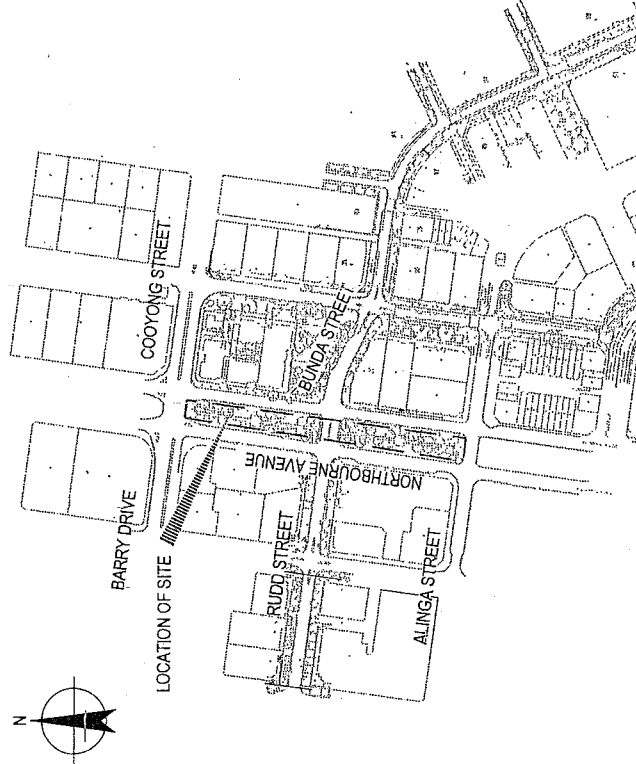 N
BARRY DRIVE
COOYONG STREET
LOCATION OF SITE
RUDD STREET
NORTHBOURNE AVENUE
BUNDA STREET
ALINGA STREET